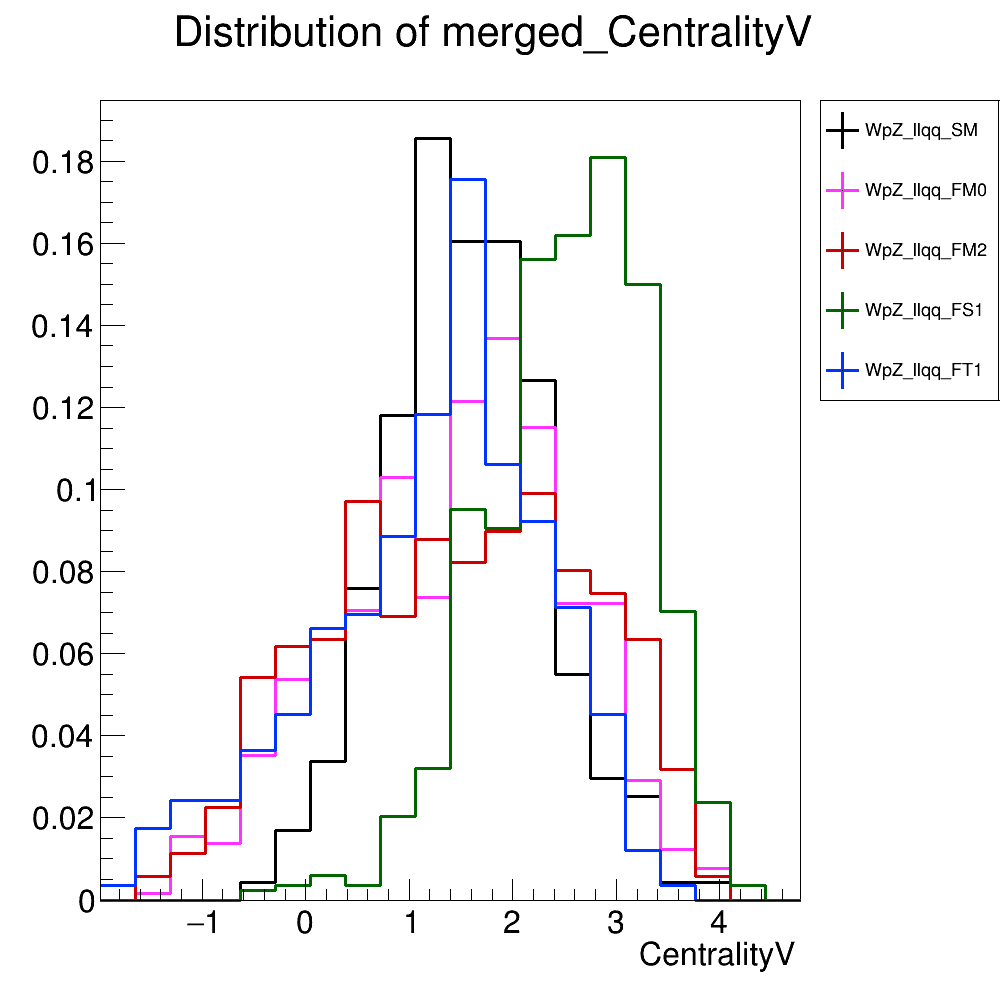 Distribution of merged_CentralityV
0.18
0.16
0.14
0.12
0.1
0.08
0.06
0.04
0.02
0
−1
0
1
2
3
4
CentralityV
WpZ_llqq_SM
WpZ_llqq_FM0
WpZ_llqq_FM2
WpZ_llqq_FS1
WpZ_llqq_FT1